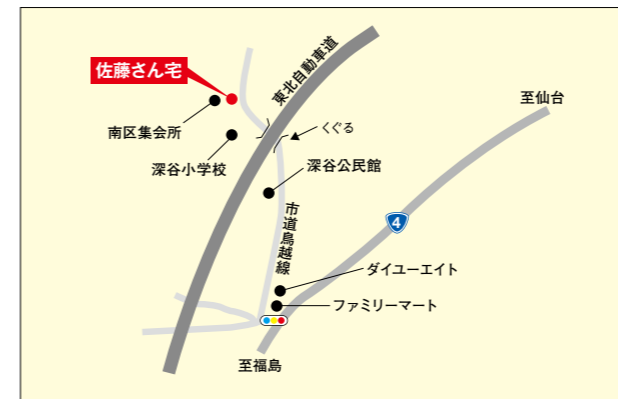 佐藤さん宅
東北自動車道
至仙台
南区集会所
くぐる
深谷小学校
深谷公民館
市道鳥越線
4
ダイユーエイト
ファミリーマート
至福島